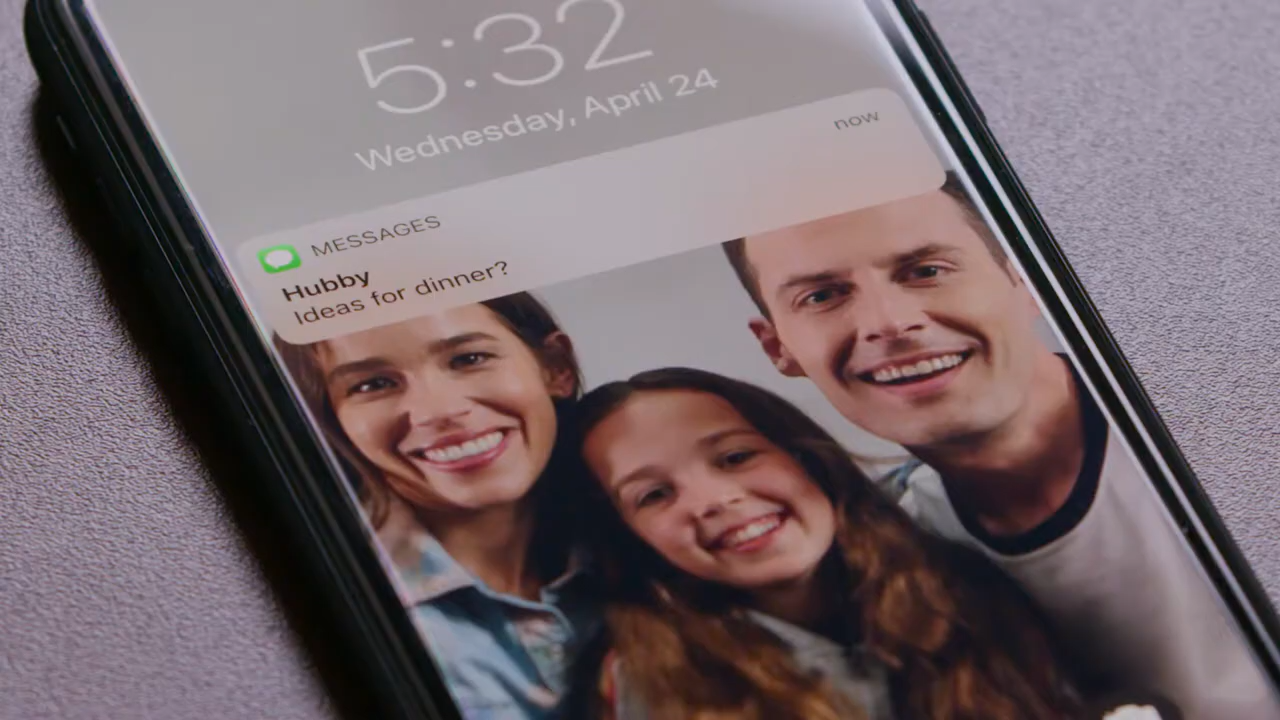 5:32
Wednesday, April 24
MESSAGES
now
Hubby
Ideas for dinner?